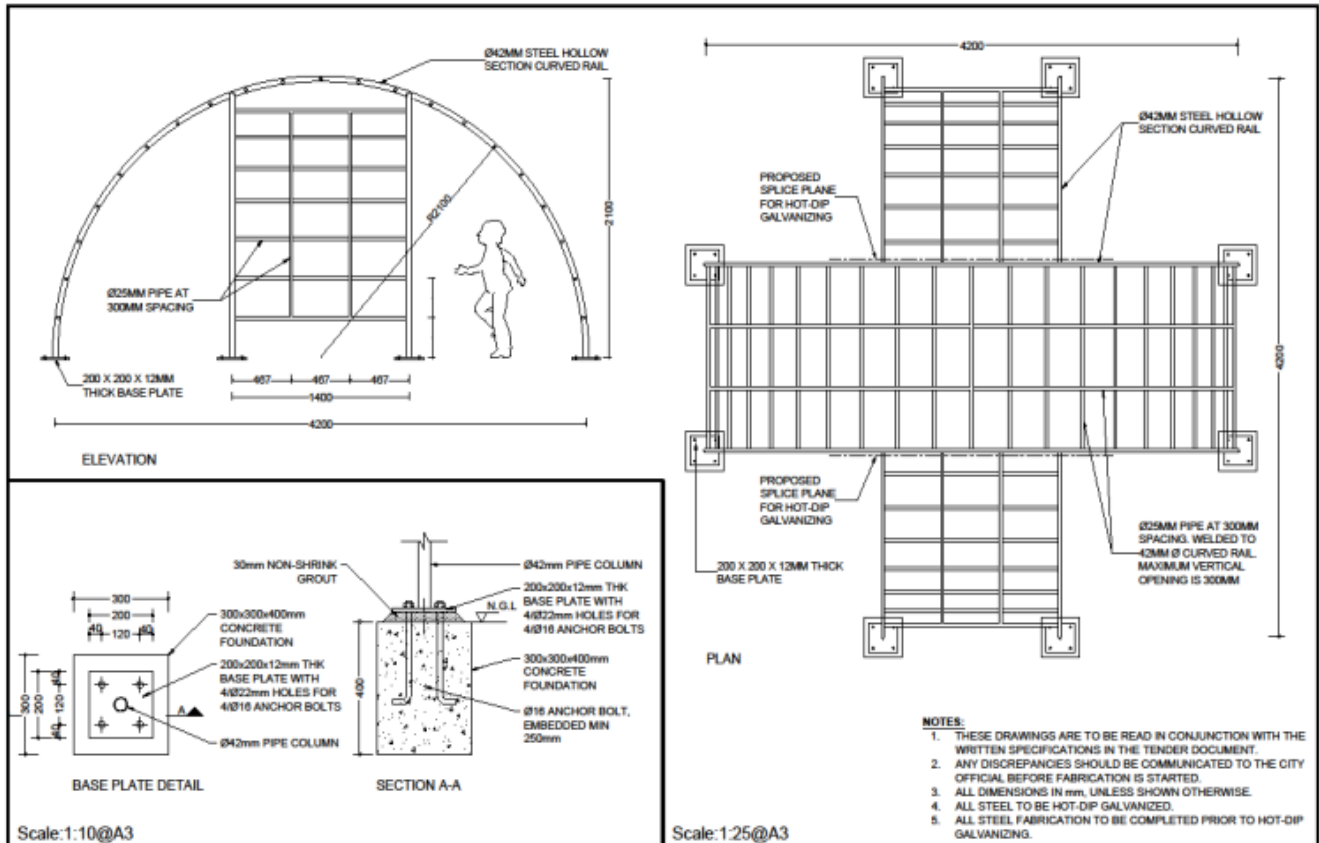 Ø42MM STEEL HOLLOW
SECTION CURVED RAIL
R2100
2100
Ø25MM PIPE AT
300MM SPACING
200 X 200 X 12MM
THICK BASE PLATE
467
467
467
1400
4200
ELEVATION
4200
Ø42MM STEEL HOLLOW
SECTION CURVED RAIL
PROPOSED
SPLICE PLANE
FOR HOT-DIP
GALVANIZING
4200
PROPOSED
SPLICE PLANE
FOR HOT-DIP
GALVANIZING
200 X 200 X 12MM THICK
BASE PLATE
Ø25MM PIPE AT 300MM
SPACING. WELDED TO
42MM Ø CURVED RAIL.
MAXIMUM VERTICAL
OPENING IS 300MM
PLAN
300
200
40
120
40
300
200
40
120
40
300x300x400mm
CONCRETE
FOUNDATION
200x200x12mm THK
BASE PLATE WITH
4/Ø22mm HOLES FOR
4/Ø16 ANCHOR BOLTS
A
Ø42mm PIPE COLUMN
BASE PLATE DETAIL
30mm NON-SHRINK
GROUT
Ø42mm PIPE COLUMN
200x200x12mm THK
BASE PLATE WITH
4/Ø22mm HOLES FOR
4/Ø16 ANCHOR BOLTS
N.G.L
400
300x300x400mm
CONCRETE
FOUNDATION
Ø16 ANCHOR BOLT,
EMBEDDED MIN
250mm
SECTION A-A
Scale:1:10@A3
Scale:1:25@A3
NOTES:
1. THESE DRAWINGS ARE TO BE READ IN CONJUNCTION WITH THE
WRITTEN SPECIFICATIONS IN THE TENDER DOCUMENT.
2. ANY DISCREPANCIES SHOULD BE COMMUNICATED TO THE CITY
OFFICIAL BEFORE FABRICATION IS STARTED.
3. ALL DIMENSIONS IN mm, UNLESS SHOWN OTHERWISE.
4. ALL STEEL TO BE HOT-DIP GALVANIZED.
5. ALL STEEL FABRICATION TO BE COMPLETED PRIOR TO HOT-DIP
GALVANIZING.